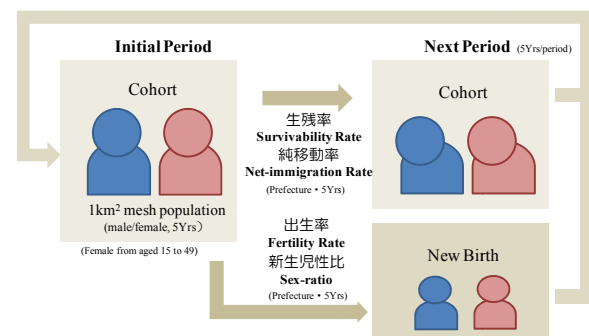 Initial Period
Next Period (5Yrs/period)
Cohort
1km² mesh population
(male/female, 5Yrs）
(Female from aged 15 to 49)
生残率
Survivability Rate
純移動率
Net-immigration Rate
(Prefecture・5Yrs)
出生率
Fertility Rate
新生児性比
Sex-ratio
(Prefecture・5Yrs)
Cohort
New Birth